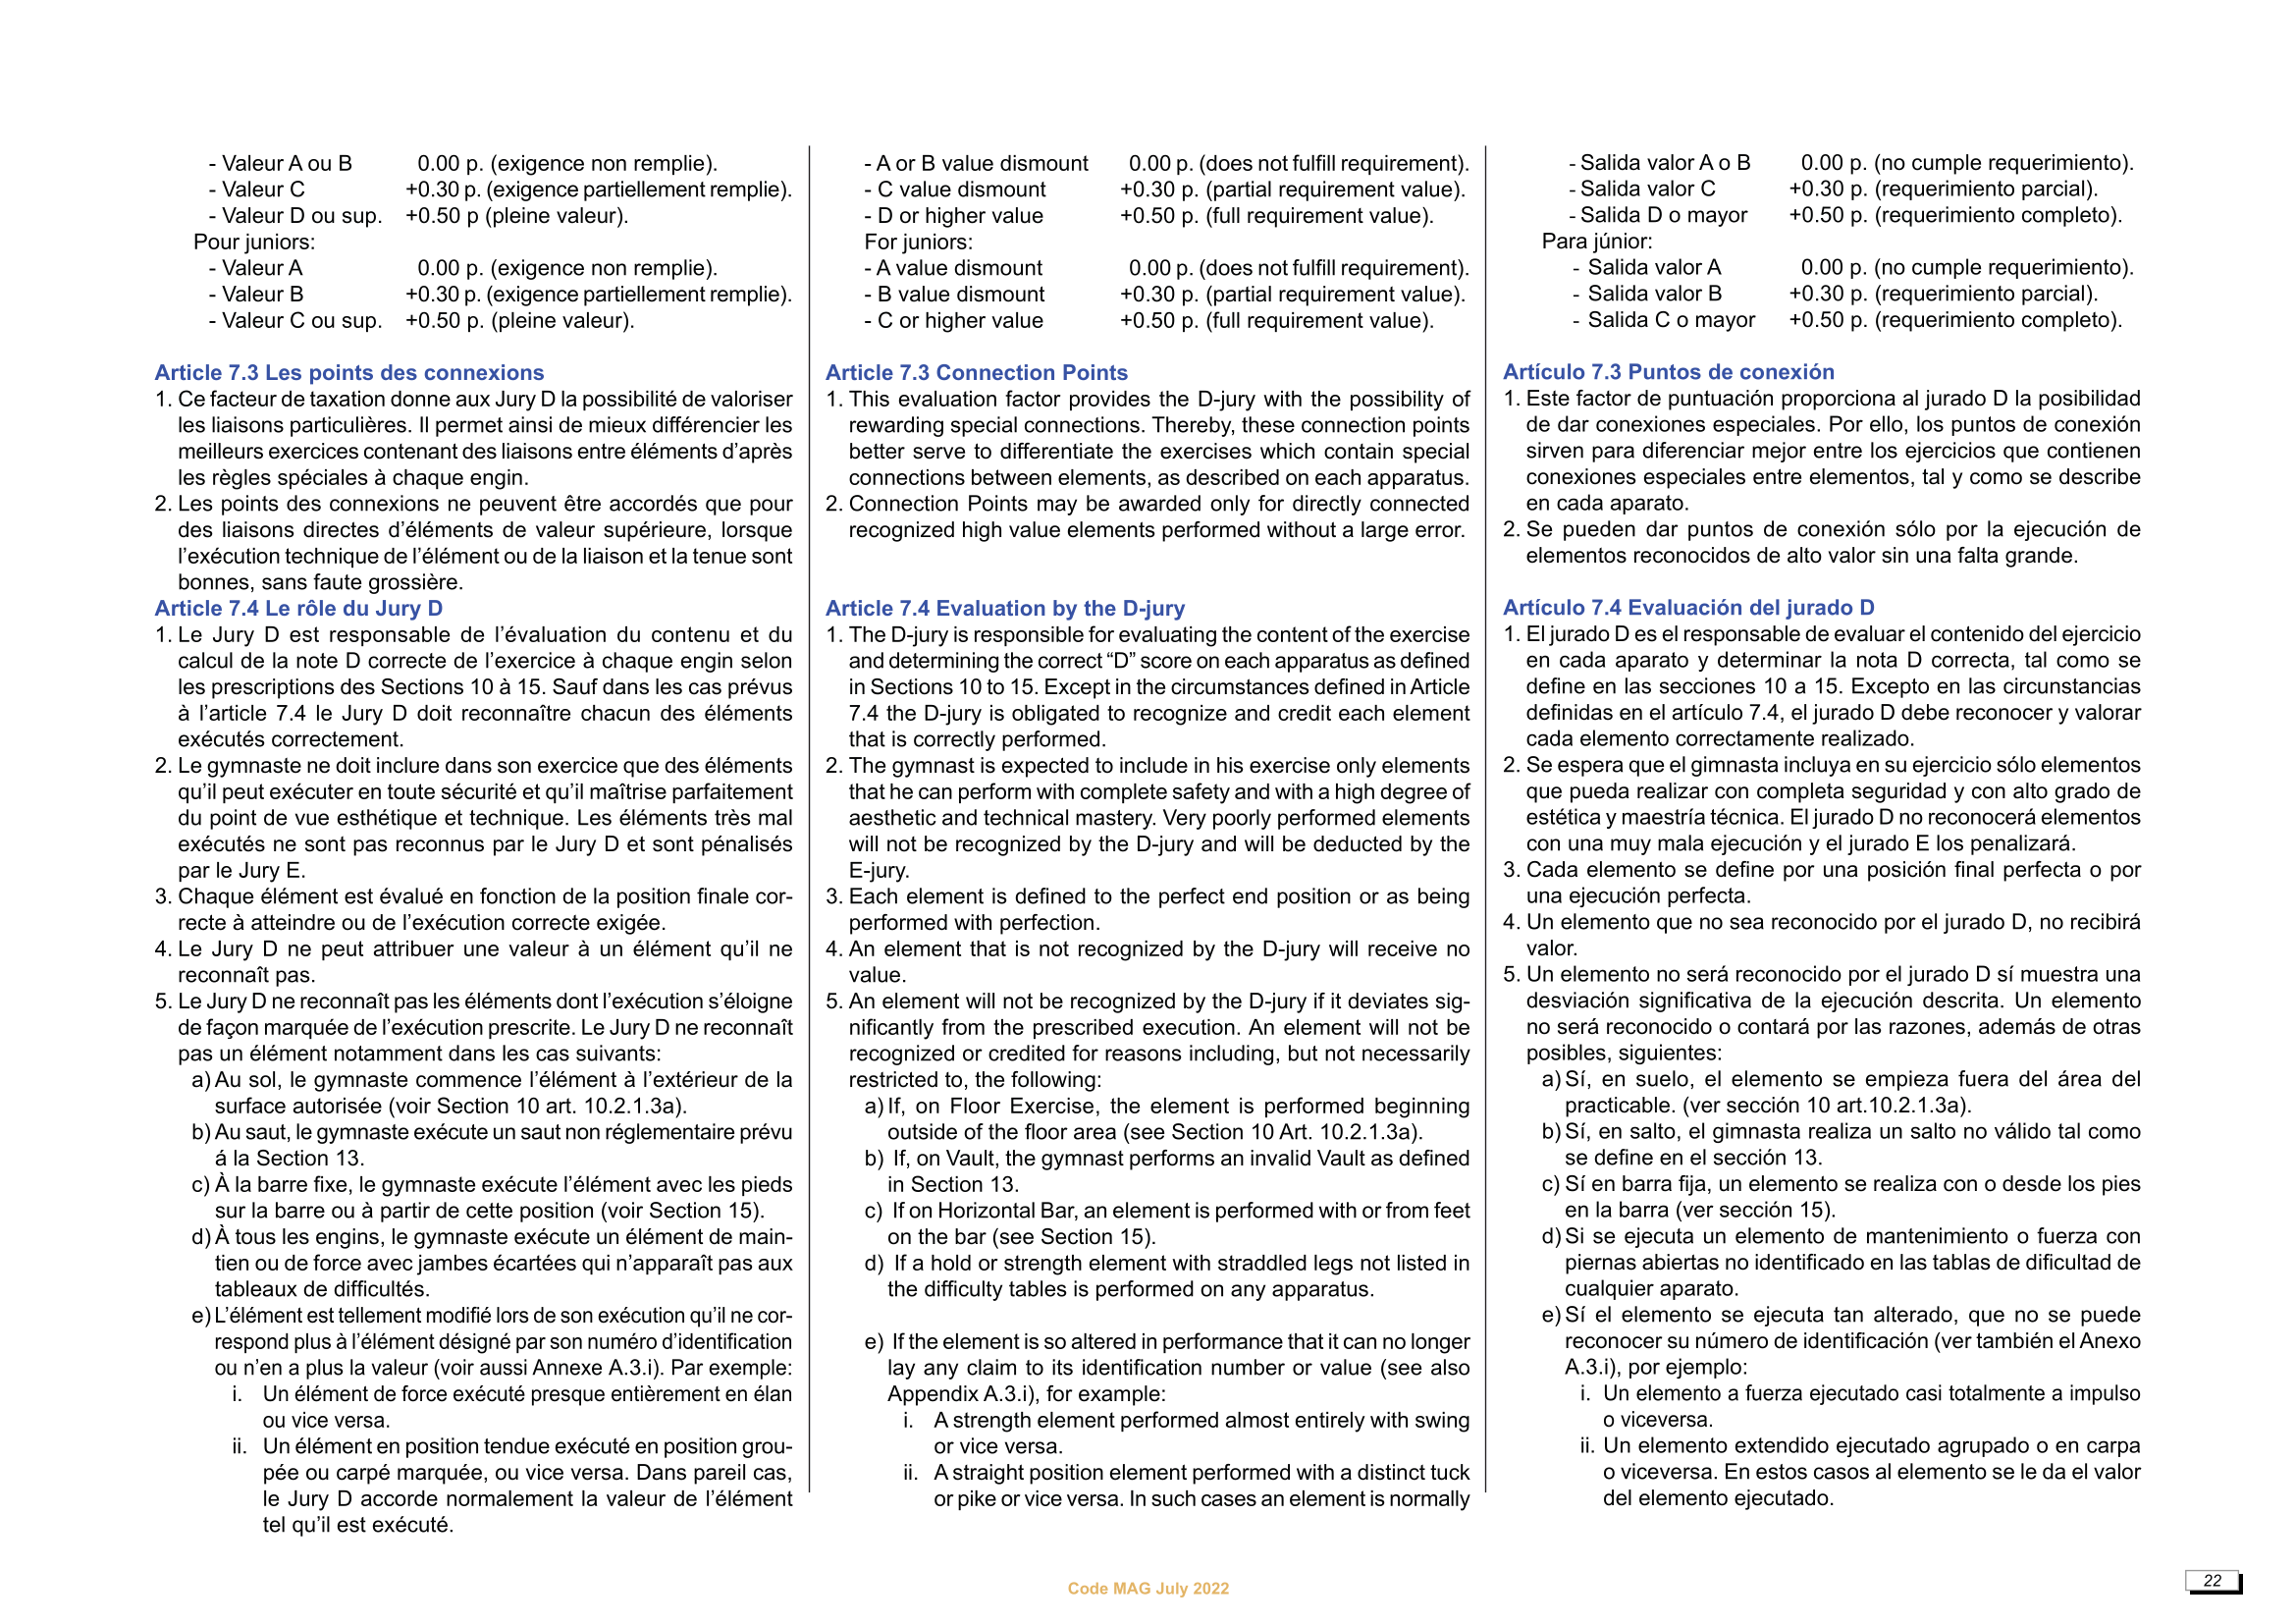 - Valeur A ou B 0.00 p. (exigence non remplie).
- Valeur C +0.30 p. (exigence partiellement remplie).
- Valeur D ou sup. +0.50 p (pleine valeur).
Pour juniors:
- Valeur A 0.00 p. (exigence non remplie).
- Valeur B +0.30 p. (exigence partiellement remplie).
- Valeur C ou sup. +0.50 p. (pleine valeur).
Article 7.3 Les points des connexions
1. Ce facteur de taxation donne aux Jury D la possibilité de valoriser
les liaisons particulières. Il permet ainsi de mieux différencier les
meilleurs exercices contenant des liaisons entre éléments d’après
les règles spéciales à chaque engin.
2. Les points des connexions ne peuvent être accordés que pour
des liaisons directes d’éléments de valeur supérieure, lorsque
l’exécution technique de l’élément ou de la liaison et la tenue sont
bonnes, sans faute grossière.
Article 7.4 Le rôle du Jury D
1. Le Jury D est responsable de l’évaluation du contenu et du
calcul de la note D correcte de l’exercice à chaque engin selon
les prescriptions des Sections 10 à 15. Sauf dans les cas prévus
à l’article 7.4 le Jury D doit reconnaître chacun des éléments
exécutés correctement.
2. Le gymnaste ne doit inclure dans son exercice que des éléments
qu’il peut exécuter en toute sécurité et qu’il maîtrise parfaitement
du point de vue esthétique et technique. Les éléments très mal
exécutés ne sont pas reconnus par le Jury D et sont pénalisés
par le Jury E.
3. Chaque élément est évalué en fonction de la position finale cor-
recte à atteindre ou de l’exécution correcte exigée.
4. Le Jury D ne peut attribuer une valeur à un élément qu’il ne
reconnaît pas.
5. Le Jury D ne reconnaît pas les éléments dont l’exécution s’éloigne
de façon marquée de l’exécution prescrite. Le Jury D ne reconnaît
pas un élément notamment dans les cas suivants:
a) Au sol, le gymnaste commence l’élément à l’extérieur de la
surface autorisée (voir Section 10 art. 10.2.1.3a).
b) Au saut, le gymnaste exécute un saut non réglementaire prévu
á la Section 13.
c) À la barre fixe, le gymnaste exécute l’élément avec les pieds
sur la barre ou à partir de cette position (voir Section 15).
d) À tous les engins, le gymnaste exécute un élément de main-
tien ou de force avec jambes écartées qui n’apparaît pas aux
tableaux de difficultés.
e) L’élément est tellement modifié lors de son exécution qu’il ne cor-
respond plus à l’élément désigné par son numéro d’identification
ou n’en a plus la valeur (voir aussi Annexe A.3.i). Par exemple:
i. Un élément de force exécuté presque entièrement en élan
ou vice versa.
ii. Un élément en position tendue exécuté en position grou-
pée ou carpé marquée, ou vice versa. Dans pareil cas,
le Jury D accorde normalement la valeur de l’élément
tel qu’il est exécuté.
- A or B value dismount 0.00 p. (does not fulfill requirement).
- C value dismount +0.30 p. (partial requirement value).
- D or higher value +0.50 p. (full requirement value).
For juniors:
- A value dismount 0.00 p. (does not fulfill requirement).
- B value dismount +0.30 p. (partial requirement value).
- C or higher value +0.50 p. (full requirement value).
Article 7.3 Connection Points
1. This evaluation factor provides the D-jury with the possibility of
rewarding special connections. Thereby, these connection points
better serve to differentiate the exercises which contain special
connections between elements, as described on each apparatus.
2. Connection Points may be awarded only for directly connected
recognized high value elements performed without a large error.
Article 7.4 Evaluation by the D-jury
1. The D-jury is responsible for evaluating the content of the exercise
and determining the correct “D” score on each apparatus as defined
in Sections 10 to 15. Except in the circumstances defined in Article
7.4 the D-jury is obligated to recognize and credit each element
that is correctly performed.
2. The gymnast is expected to include in his exercise only elements
that he can perform with complete safety and with a high degree of
aesthetic and technical mastery. Very poorly performed elements
will not be recognized by the D-jury and will be deducted by the
E-jury.
3. Each element is defined to the perfect end position or as being
performed with perfection.
4. An element that is not recognized by the D-jury will receive no
value.
5. An element will not be recognized by the D-jury if it deviates sig-
nificantly from the prescribed execution. An element will not be
recognized or credited for reasons including, but not necessarily
restricted to, the following:
a) If, on Floor Exercise, the element is performed beginning
outside of the floor area (see Section 10 Art. 10.2.1.3a).
b) If, on Vault, the gymnast performs an invalid Vault as defined
in Section 13.
c) If on Horizontal Bar, an element is performed with or from feet
on the bar (see Section 15).
d) If a hold or strength element with straddled legs not listed in
the difficulty tables is performed on any apparatus.
e) If the element is so altered in performance that it can no longer
lay any claim to its identification number or value (see also
Appendix A.3.i), for example:
i. A strength element performed almost entirely with swing
or vice versa.
ii. A straight position element performed with a distinct tuck
or pike or vice versa. In such cases an element is normally
- Salida valor A o B 0.00 p. (no cumple requerimiento).
- Salida valor C +0.30 p. (requerimiento parcial).
- Salida D o mayor +0.50 p. (requerimiento completo).
Para júnior:
- Salida valor A 0.00 p. (no cumple requerimiento).
- Salida valor B +0.30 p. (requerimiento parcial).
- Salida C o mayor +0.50 p. (requerimiento completo).
Artículo 7.3 Puntos de conexión
1. Este factor de puntuación proporciona al jurado D la posibilidad
de dar conexiones especiales. Por ello, los puntos de conexión
sirven para diferenciar mejor entre los ejercicios que contienen
conexiones especiales entre elementos, tal y como se describe
en cada aparato.
2. Se pueden dar puntos de conexión sólo por la ejecución de
elementos reconocidos de alto valor sin una falta grande.
Artículo 7.4 Evaluación del jurado D
1. El jurado D es el responsable de evaluar el contenido del ejercicio
en cada aparato y determinar la nota D correcta, tal como se
define en las secciones 10 a 15. Excepto en las circunstancias
definidas en el artículo 7.4, el jurado D debe reconocer y valorar
cada elemento correctamente realizado.
2. Se espera que el gimnasta incluya en su ejercicio sólo elementos
que pueda realizar con completa seguridad y con alto grado de
estética y maestría técnica. El jurado D no reconocerá elementos
con una muy mala ejecución y el jurado E los penalizará.
3. Cada elemento se define por una posición final perfecta o por
una ejecución perfecta.
4. Un elemento que no sea reconocido por el jurado D, no recibirá
valor.
5. Un elemento no será reconocido por el jurado D sí muestra una
desviación significativa de la ejecución descrita. Un elemento
no será reconocido o contará por las razones, además de otras
posibles, siguientes:
a) Sí, en suelo, el elemento se empieza fuera del área del
practicable. (ver sección 10 art.10.2.1.3a).
b) Sí, en salto, el gimnasta realiza un salto no válido tal como
se define en el sección 13.
c) Sí en barra fija, un elemento se realiza con o desde los pies
en la barra (ver sección 15).
d) Si se ejecuta un elemento de mantenimiento o fuerza con
piernas abiertas no identificado en las tablas de dificultad de
cualquier aparato.
e) Sí el elemento se ejecuta tan alterado, que no se puede
reconocer su número de identificación (ver también el Anexo
A.3.i), por ejemplo:
i. Un elemento a fuerza ejecutado casi totalmente a impulso
o viceversa.
ii. Un elemento extendido ejecutado agrupado o en carpa
o viceversa. En estos casos al elemento se le da el valor
del elemento ejecutado.
Code MAG July 2022
22